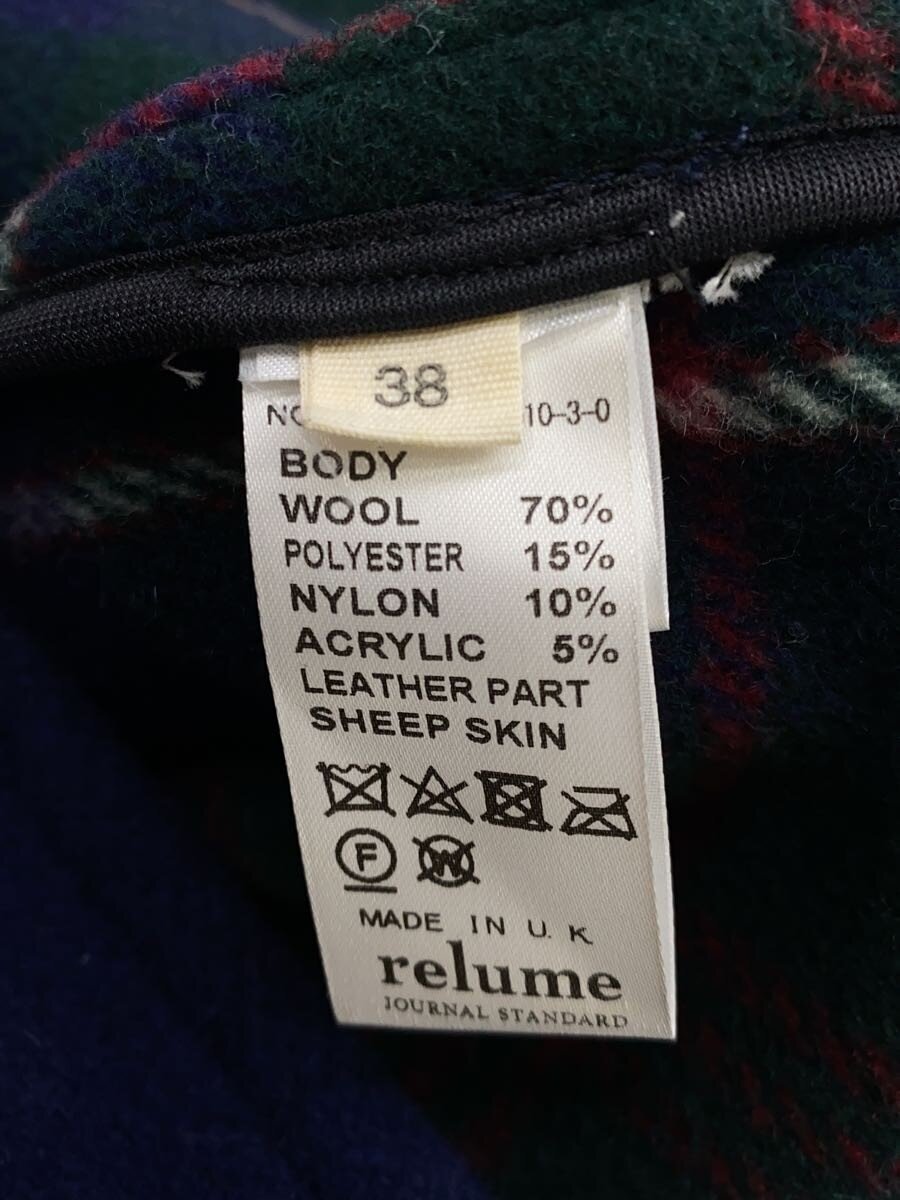 38
10-3-0
BODY
WOOL 70%
POLYESTER 15%
NYLON 10%
ACRYLIC 5%
LEATHER PART
SHEEP SKIN
F W
MADE IN U.K
relume
JOURNAL STANDARD